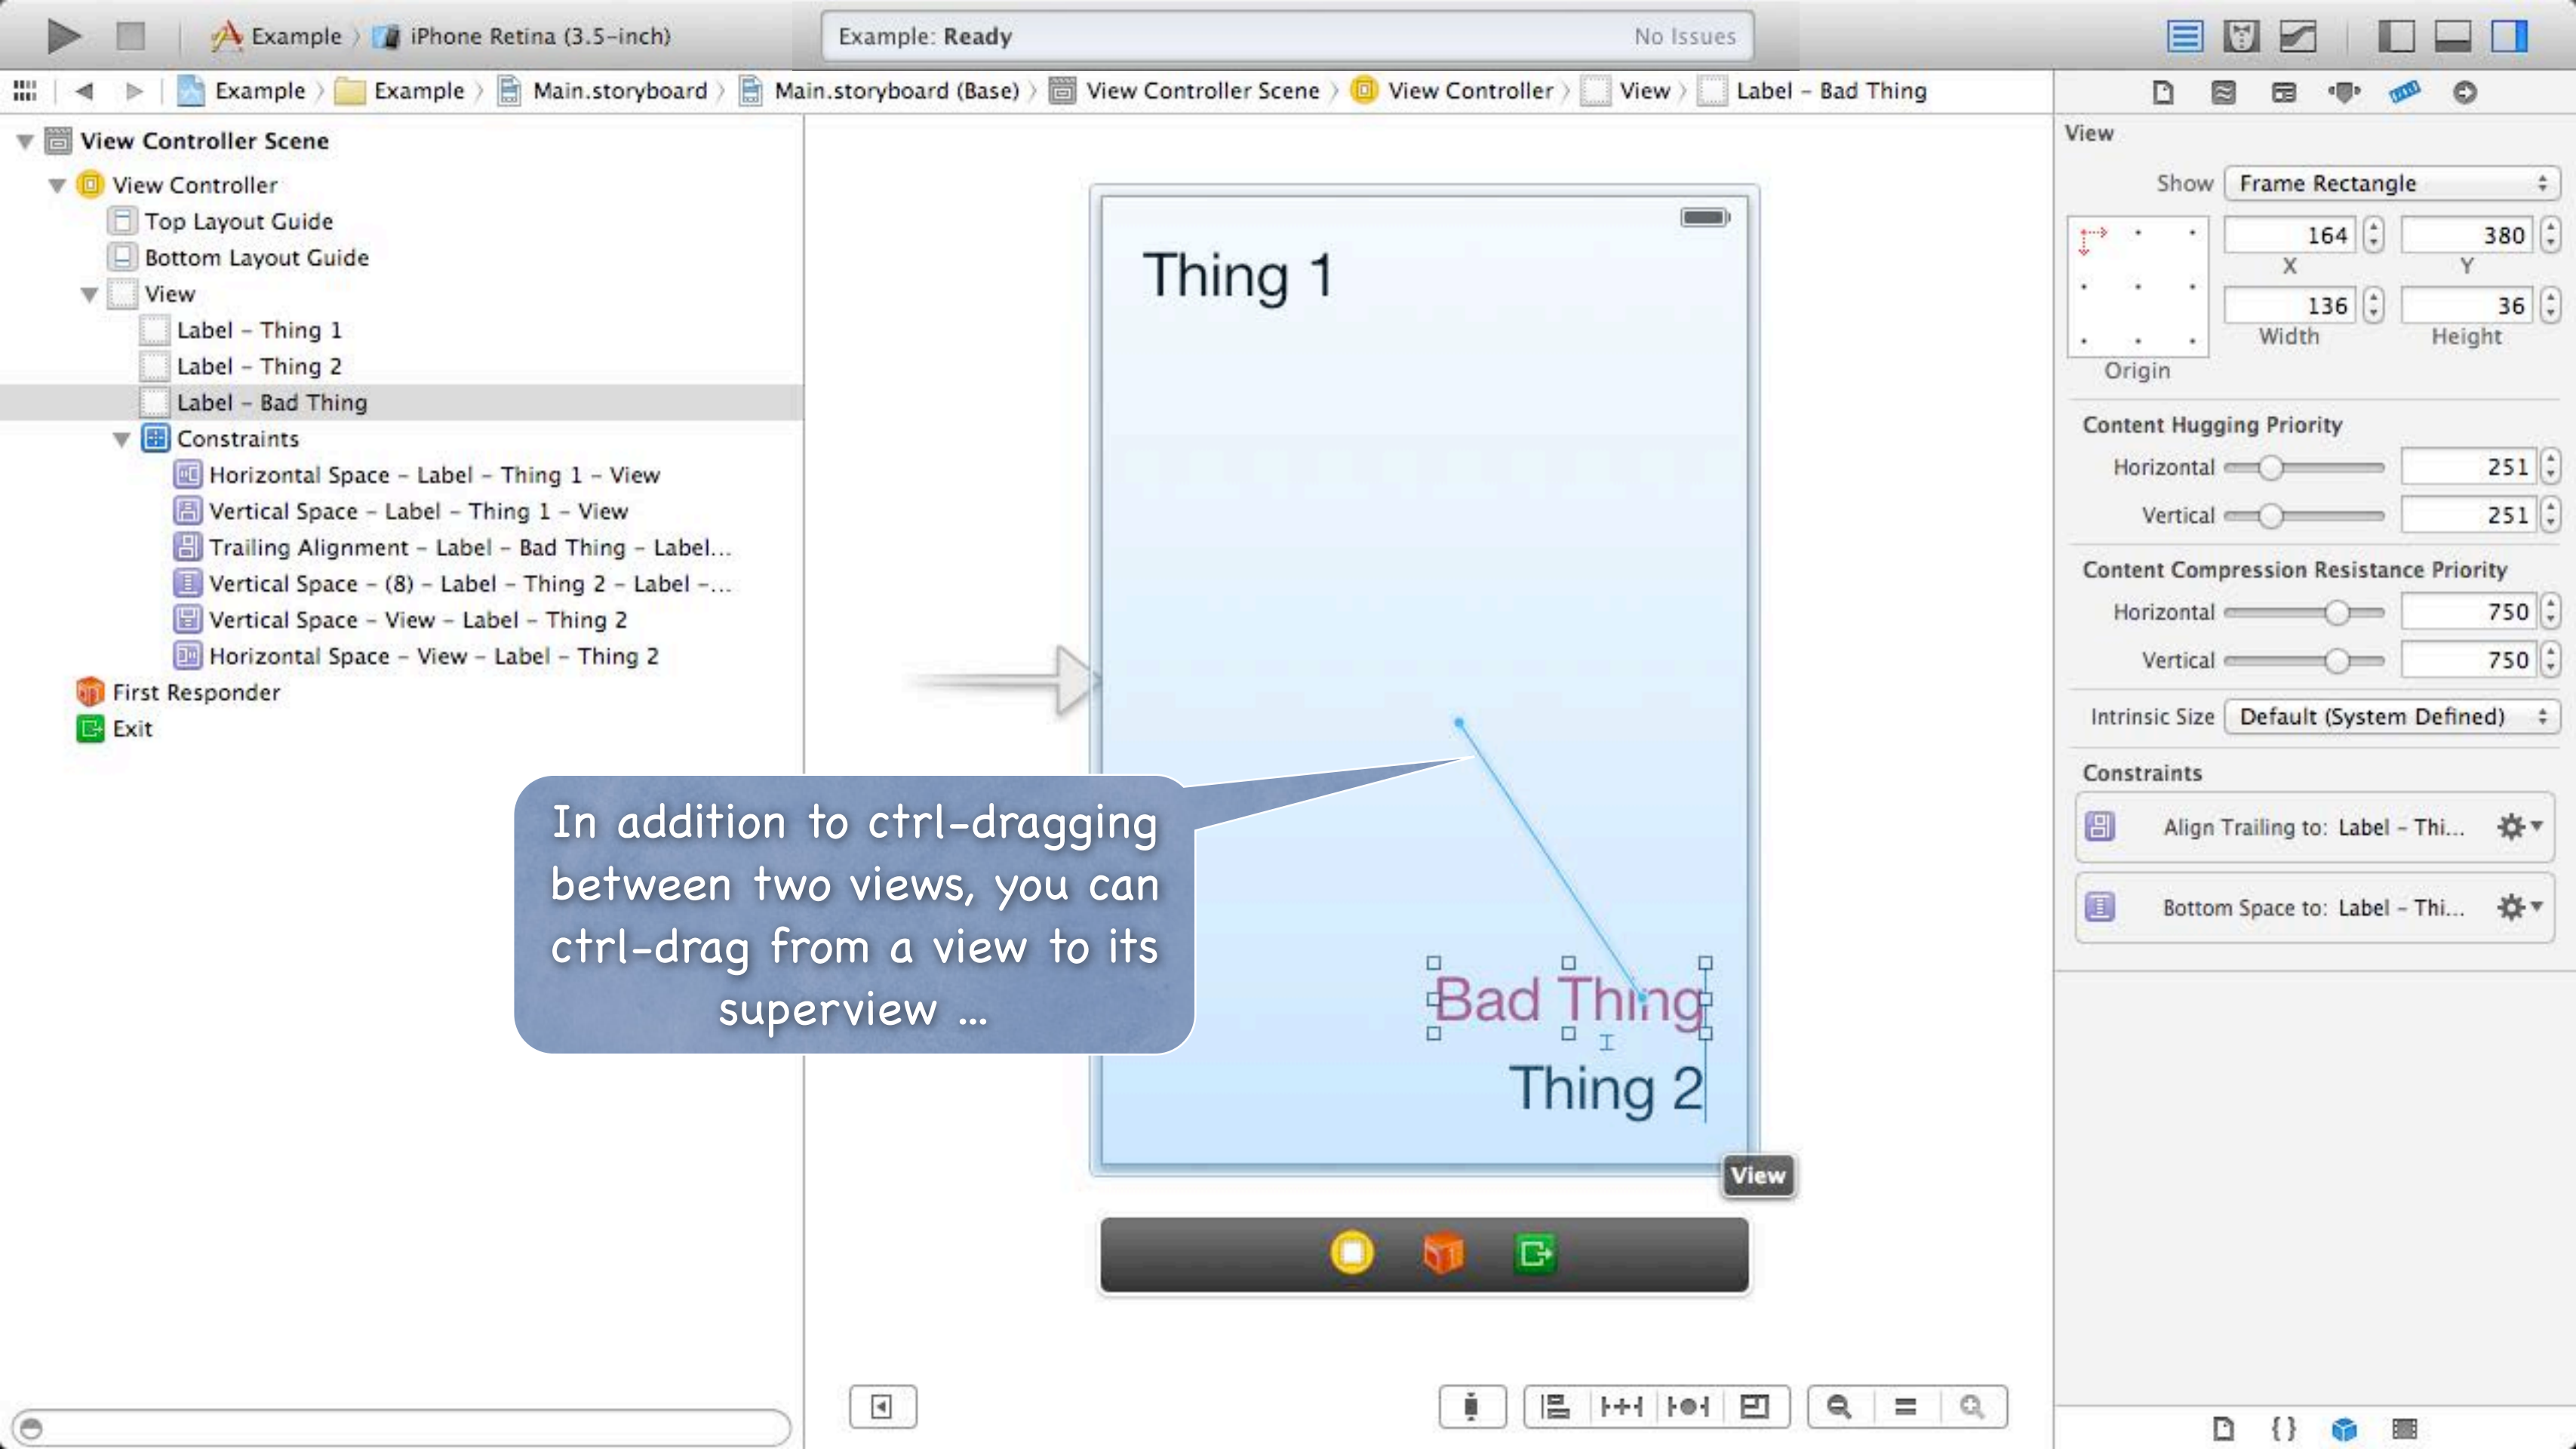 Example 〉 iPhone Retina (3.5-inch)
Example: Ready
No Issues
Example 〉 Example 〉 Main.storyboard 〉 Main.storyboard (Base) 〉 View Controller Scene 〉 View Controller 〉 View 〉 Label – Bad Thing
View Controller Scene
View Controller
Top Layout Guide
Bottom Layout Guide
View
Label – Thing 1
Label – Thing 2
Label – Bad Thing
Constraints
Horizontal Space – Label – Thing 1 – View
Vertical Space – Label – Thing 1 – View
Trailing Alignment – Label – Bad Thing – Label...
Vertical Space – (8) – Label – Thing 2 – Label –...
Vertical Space – View – Label – Thing 2
Horizontal Space – View – Label – Thing 2
First Responder
Exit
Thing 1
In addition to ctrl-dragging
between two views, you can
ctrl-drag from a view to its
superview ...
Bad Thing
Thing 2
View
View
Show Frame Rectangle
164 380
X Y
136 36
Width Height
Origin
Content Hugging Priority
Horizontal 251
Vertical 251
Content Compression Resistance Priority
Horizontal 750
Vertical 750
Intrinsic Size Default (System Defined)
Constraints
Align Trailing to: Label – Thi...
Bottom Space to: Label – Thi...